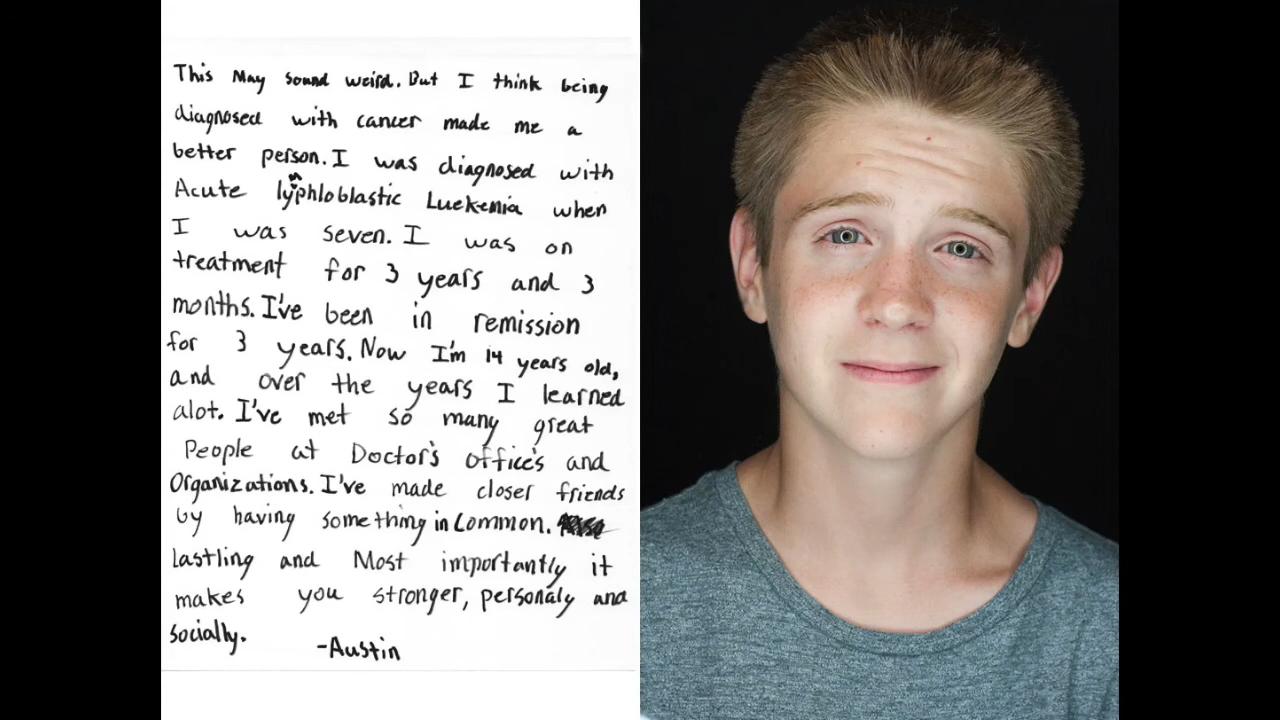 This May sound weird. But I think being
diagnosed with cancer made me a
better person. I was diagnosed with
Acute lymphloblastic Luekemia when
I was seven. I was on
treatment for 3 years and 3
months. I've been in remission
for 3 years. Now I'm 14 years old,
and over the years I learned
alot. I've met so many great
People at Doctor's office's and
Organizations. I've made closer friends
by having something in Common.
lastling and Most importantly it
makes you stronger, personaly and
socially.
-Austin